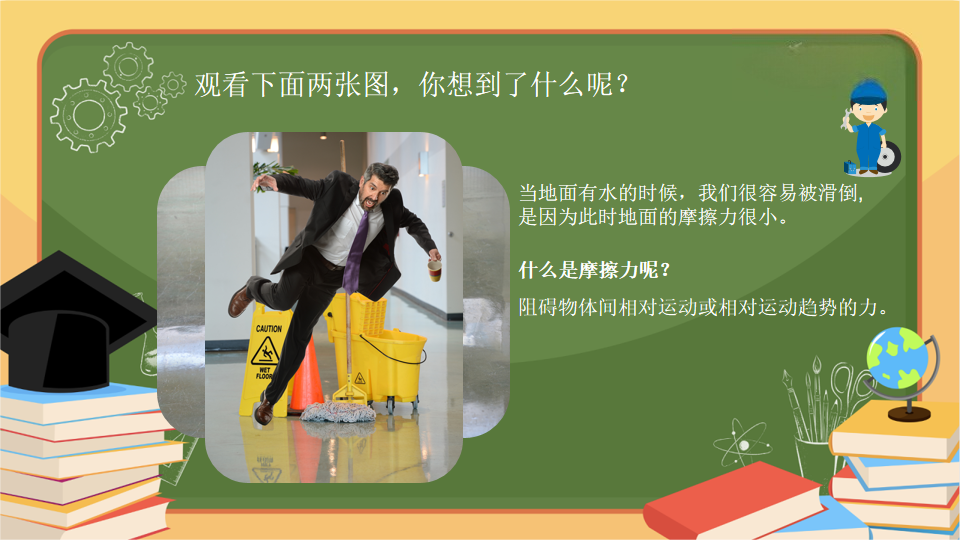 观看下面两张图，你想到了什么呢？
当地面有水的时候，我们很容易被滑倒,
是因为此时地面的摩擦力很小。
什么是摩擦力呢？
阻碍物体间相对运动或相对运动趋势的力。
CAUTION
WET
FLOOR